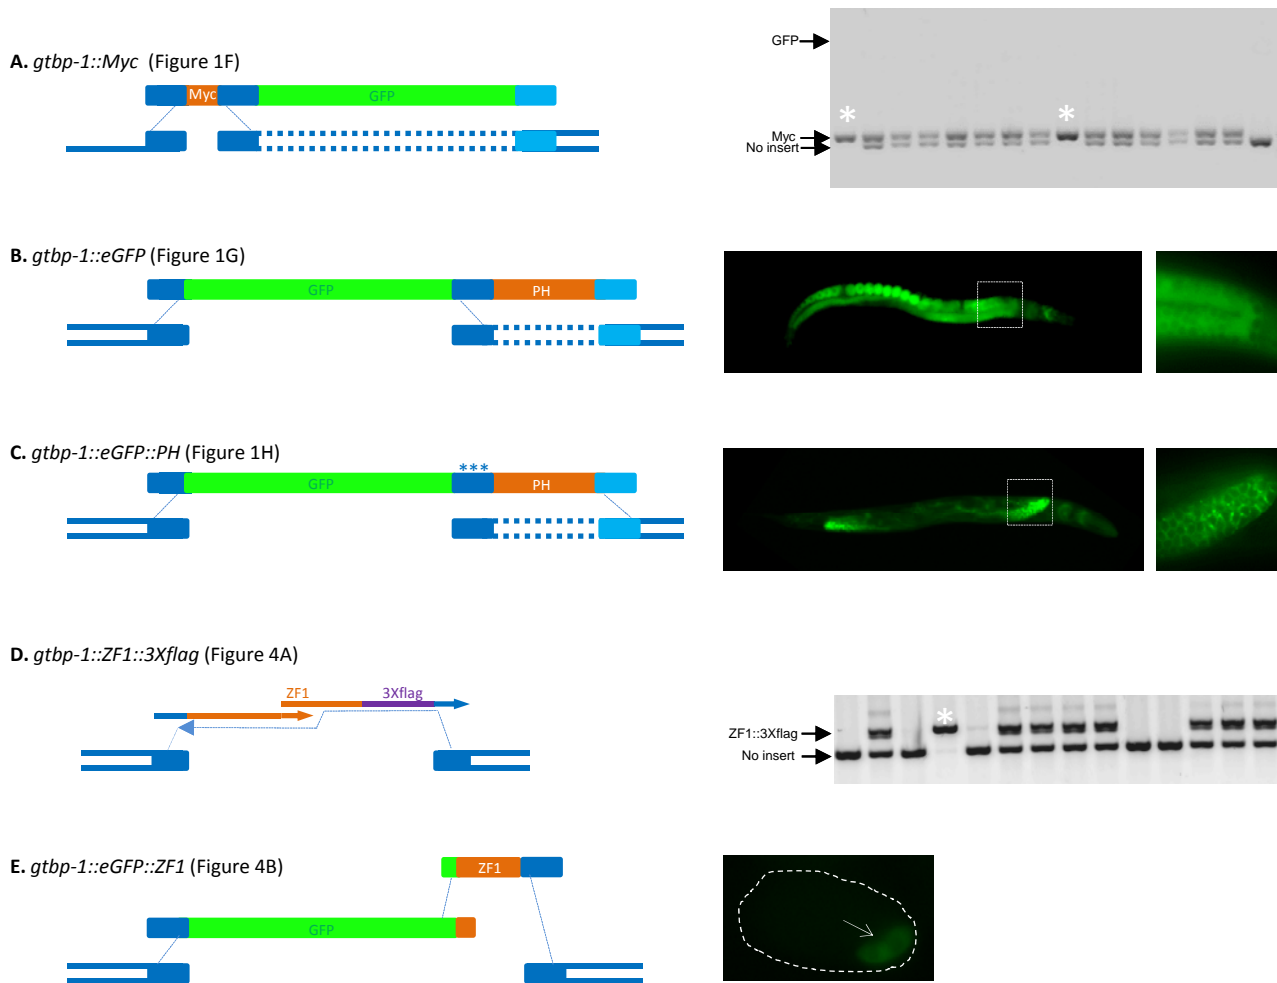 A. gtbp-1::Myc (Figure 1F)
Myc
GFP
GFP
*
*
Myc
No insert
B. gtbp-1::eGFP (Figure 1G)
GFP
PH
C. gtbp-1::eGFP::PH (Figure 1H)
***
GFP
PH
D. gtbp-1::ZF1::3Xflag (Figure 4A)
ZF1
3Xflag
*
ZF1::3Xflag
No insert
E. gtbp-1::eGFP::ZF1 (Figure 4B)
ZF1
GFP